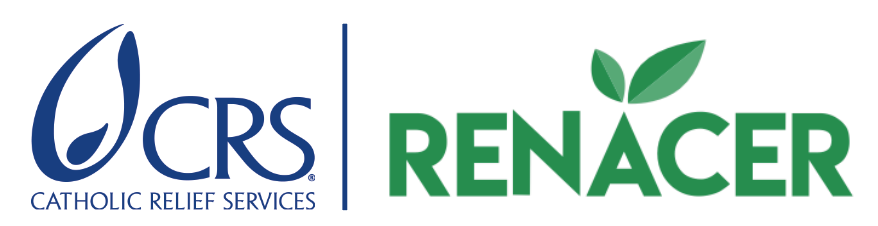 CRS®
CATHOLIC RELIEF SERVICES
RENACER